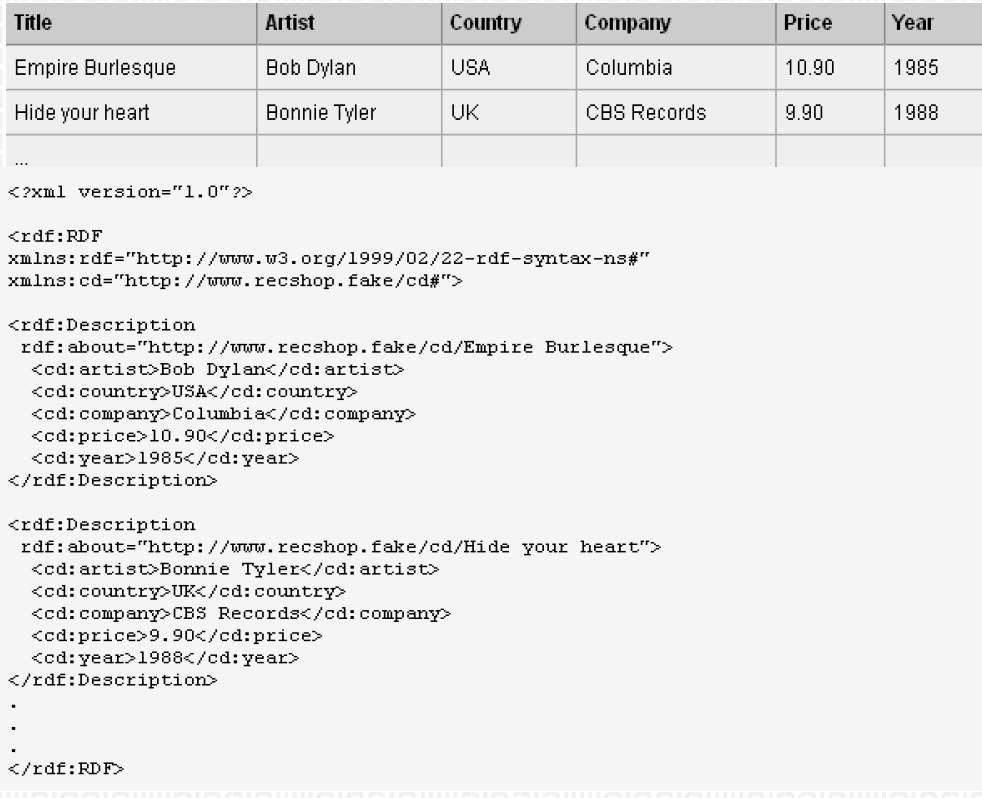 Title Artist Country Company Price Year
Empire Burlesque Bob Dylan USA Columbia 10.90 1985
Hide your heart Bonnie Tyler UK CBS Records 9.90 1988
...
<?xml version="1.0"?>
<rdf:RDF
xmlns:rdf="http://www.w3.org/1999/02/22-rdf-syntax-ns#"
xmlns:cd="http://www.recshop.fake/cd#">
<rdf:Description
rdf:about="http://www.recshop.fake/cd/Empire Burlesque">
<cd:artist>Bob Dylan</cd:artist>
<cd:country>USA</cd:country>
<cd:company>Columbia</cd:company>
<cd:price>10.90</cd:price>
<cd:year>1985</cd:year>
</rdf:Description>
<rdf:Description
rdf:about="http://www.recshop.fake/cd/Hide your heart">
<cd:artist>Bonnie Tyler</cd:artist>
<cd:country>UK</cd:country>
<cd:company>CBS Records</cd:company>
<cd:price>9.90</cd:price>
<cd:year>1988</cd:year>
</rdf:Description>
.
.
.
</rdf:RDF>